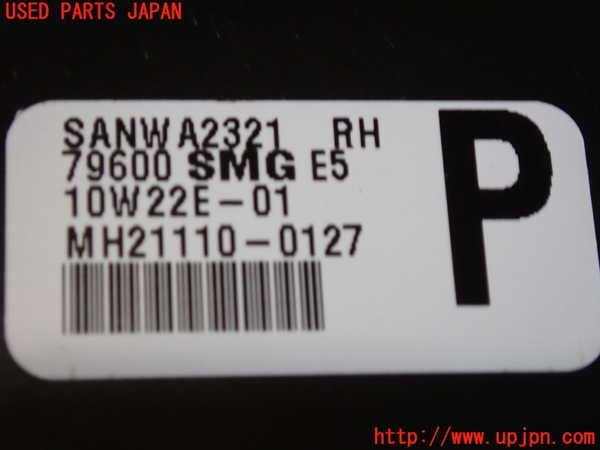 USED PARTS JAPAN
SANWA2321 RH
79600 SMG E5
10W22E-01
MH21110-0127
P
http://www.upjpn.com/